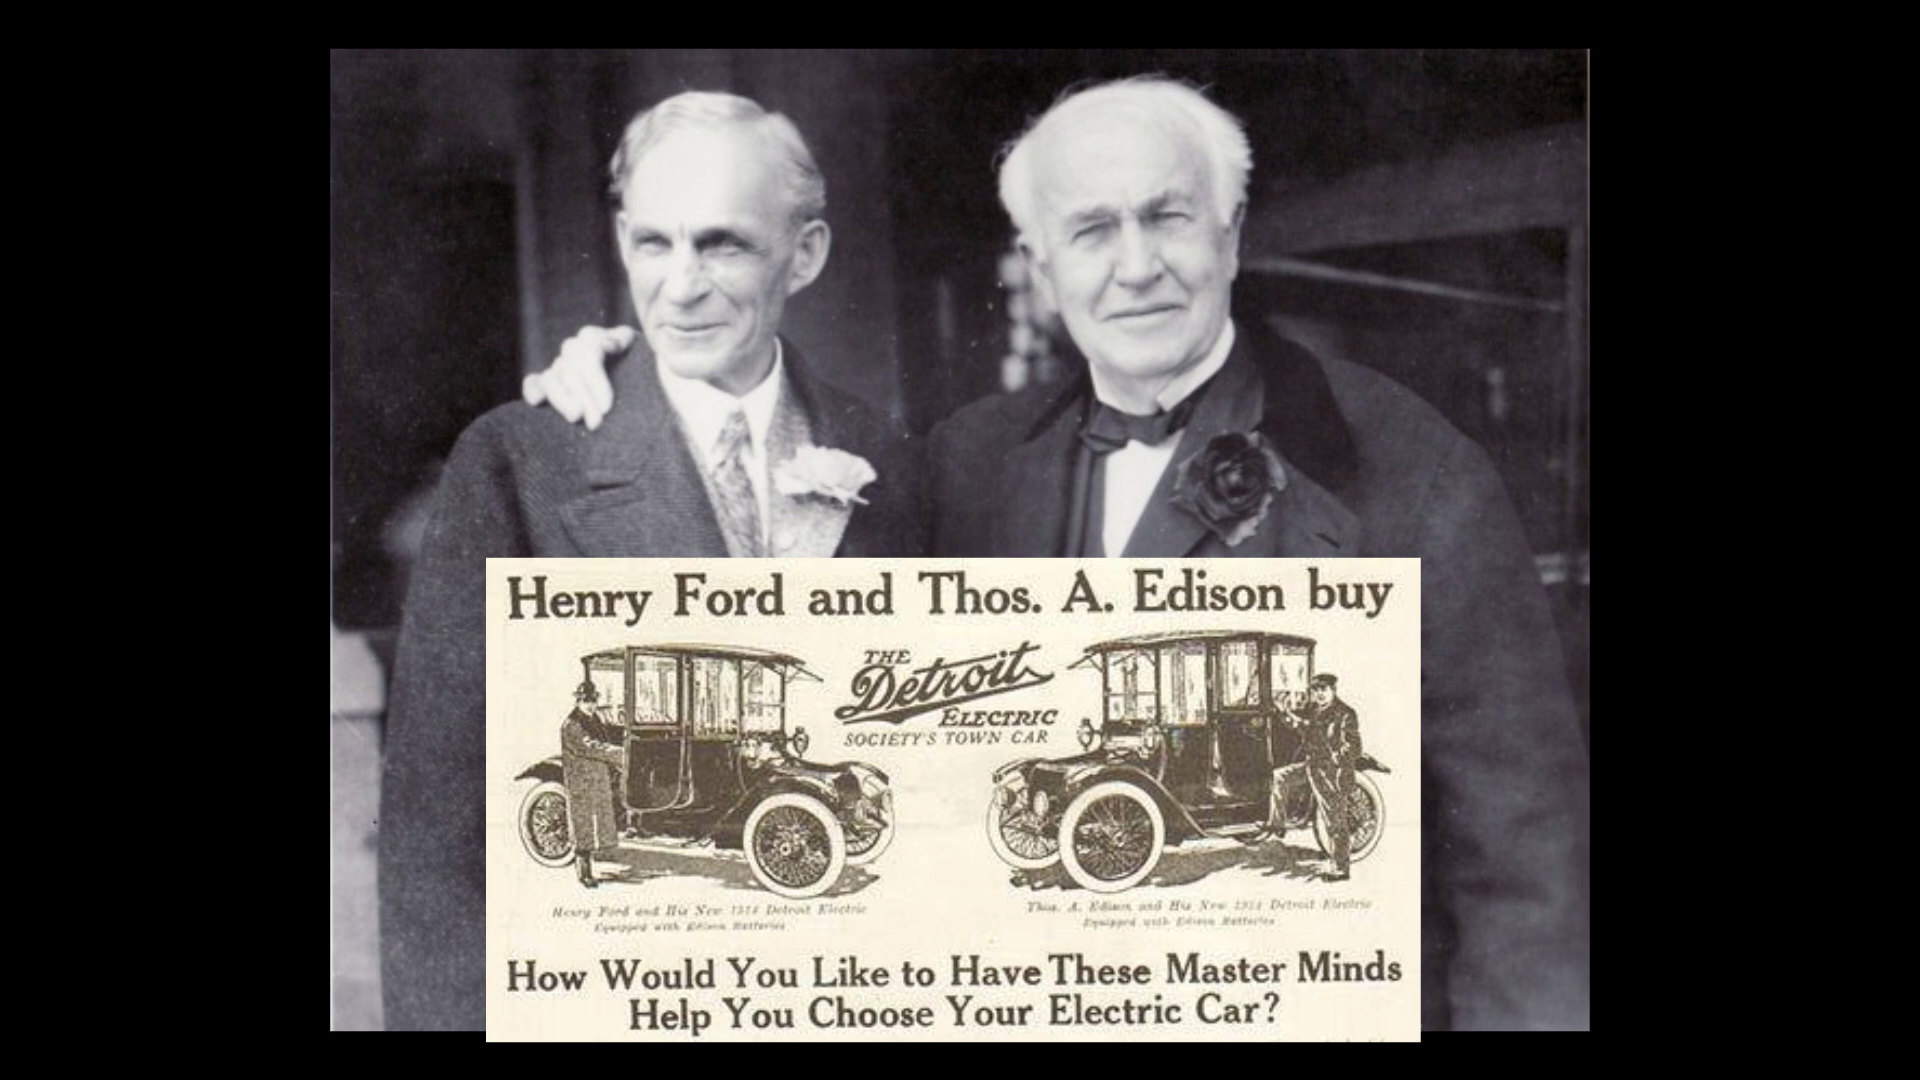 Henry Ford and Thos. A. Edison buy
THE
Detroit
ELECTRIC
SOCIETY'S TOWN CAR
Henry Ford and His New 1914 Detroit Electric
Equipped with Edison Batteries
Thos. A. Edison and His New 1914 Detroit Electric
Equipped with Edison Batteries
How Would You Like to Have These Master Minds
Help You Choose Your Electric Car?